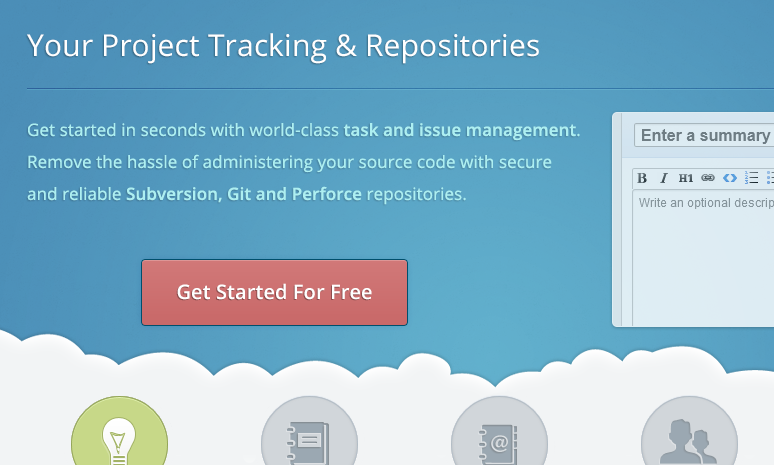 Your Project Tracking & Repositories
Get started in seconds with world-class task and issue management.
Remove the hassle of administering your source code with secure
and reliable Subversion, Git and Perforce repositories.
Enter a summary
B I H1
Write an optional descrip
Get Started For Free
@